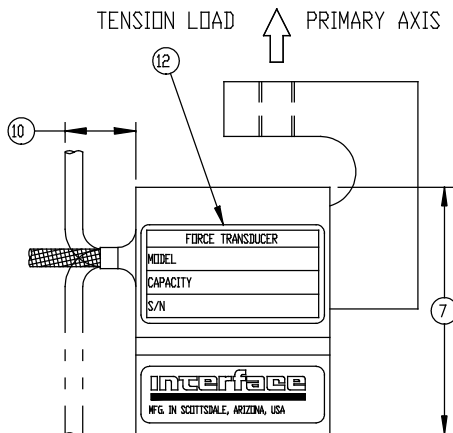 TENSION LOAD PRIMARY AXIS
12
10
FORCE TRANSDUCER
MODEL
CAPACITY
S/N
7
interface
MFG. IN SCOTTSDALE, ARIZONA, USA